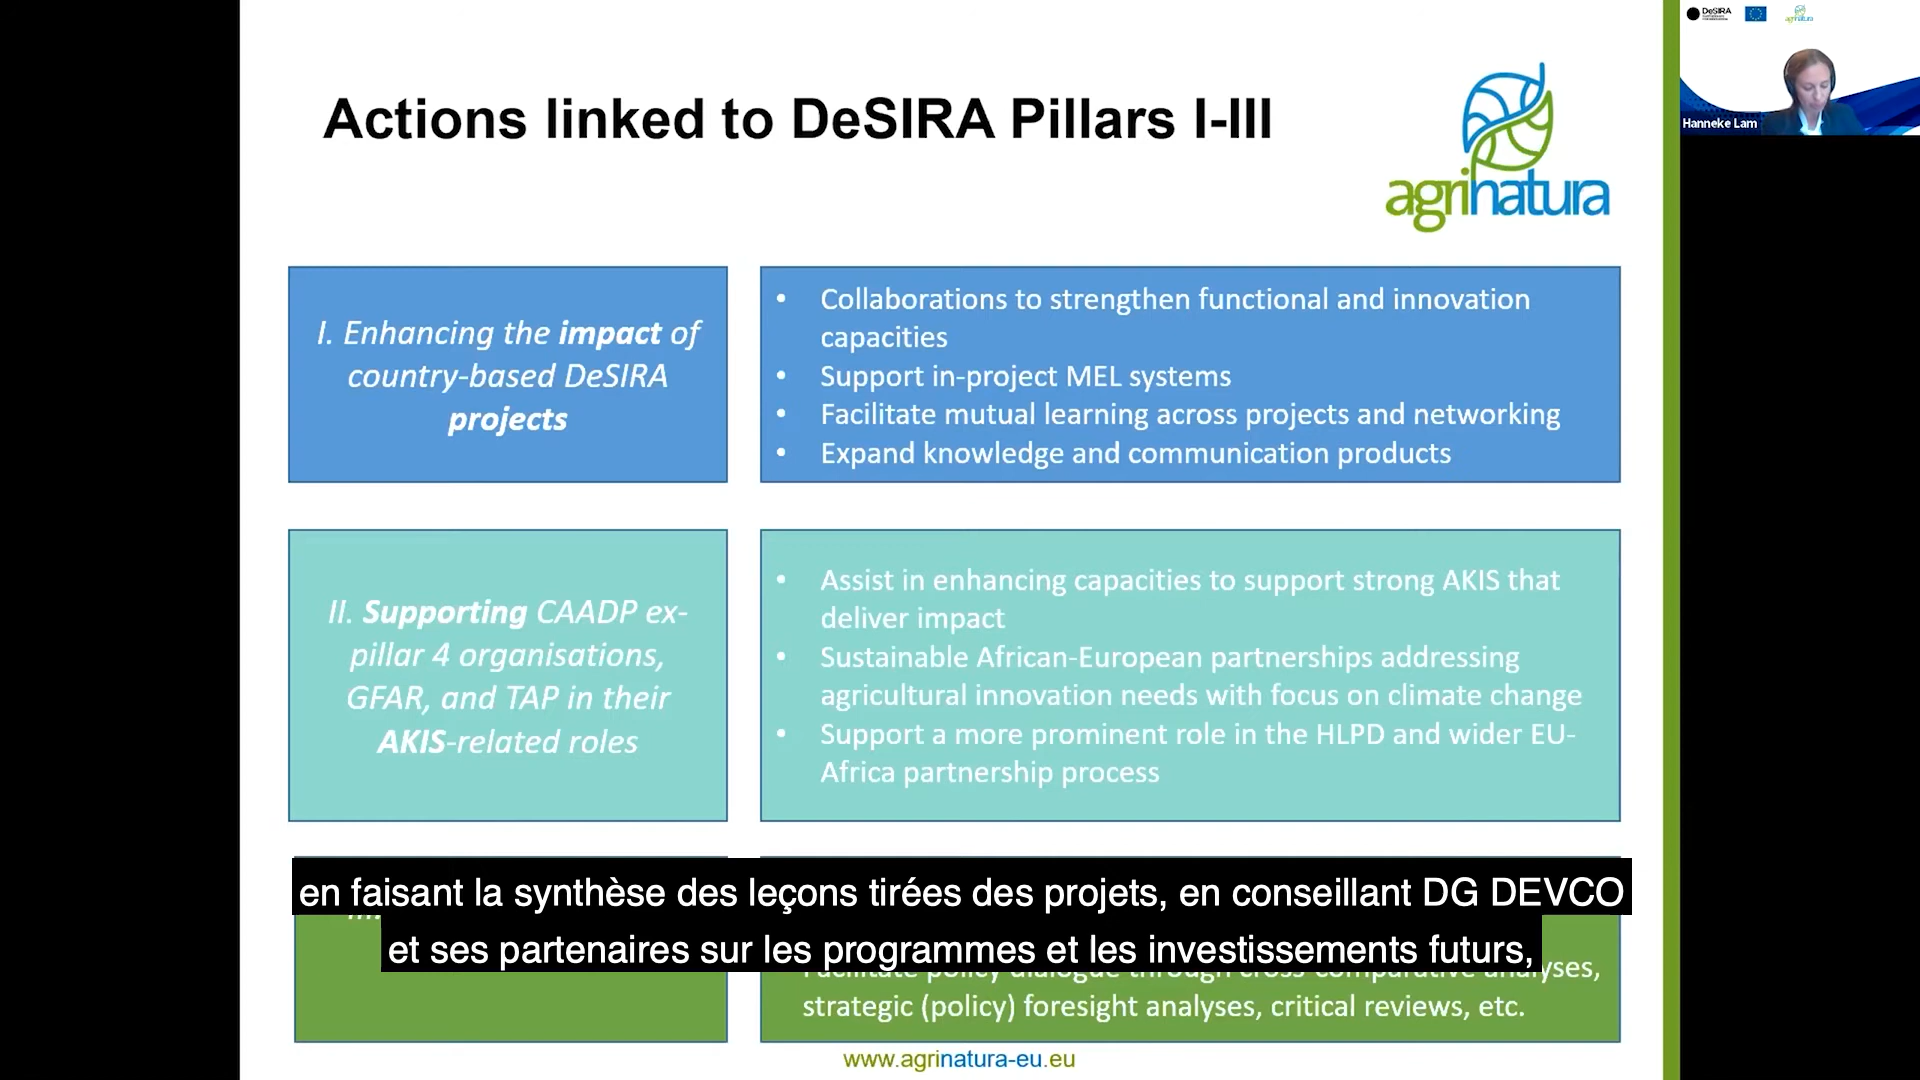 DeSIRA
agrinatura
Hanneke Lam
Actions linked to DeSIRA Pillars I-III
agrinatura
I. Enhancing the impact of
country-based DeSIRA
projects
• Collaborations to strengthen functional and innovation
capacities
• Support in-project MEL systems
• Facilitate mutual learning across projects and networking
• Expand knowledge and communication products
II. Supporting CAADP ex-
pillar 4 organisations,
GFAR, and TAP in their
AKIS-related roles
• Assist in enhancing capacities to support strong AKIS that
deliver impact
• Sustainable African-European partnerships addressing
agricultural innovation needs with focus on climate change
• Support a more prominent role in the HLPD and wider EU-
Africa partnership process
en faisant la synthèse des leçons tirées des projets, en conseillant DG DEVCO
et ses partenaires sur les programmes et les investissements futurs,
Facilitate policy dialogue through cross-comparative analyses,
strategic (policy) foresight analyses, critical reviews, etc.
www.agrinatura-eu.eu